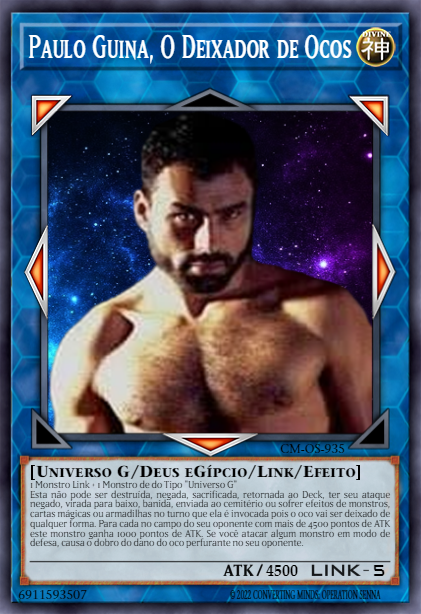 Paulo Guina, O Deixador de Ocos
DIVINE
神
CM-OS-935
[Universo G/Deus eGípcio/Link/Efeito]
1 Monstro Link + 1 Monstro de do Tipo "Universo G"
Esta não pode ser destruída, negada, sacrificada, retornada ao Deck, ter seu ataque
negado, virada para baixo, banida, enviada ao cemitério ou sofrer efeitos de monstros,
cartas mágicas ou armadilhas no turno que ela é invocada pois o oco vai ser deixado de
qualquer forma. Para cada no campo do seu oponente com mais de 4500 pontos de ATK
este monstro ganha 1000 pontos de ATK. Se você atacar algum monstro em modo de
defesa, causa o dobro do dano do oco perfurante no seu oponente.
ATK/4500 LINK-5
6911593507 ©2022 CONVERTING MINDS, OPERATION SENNA